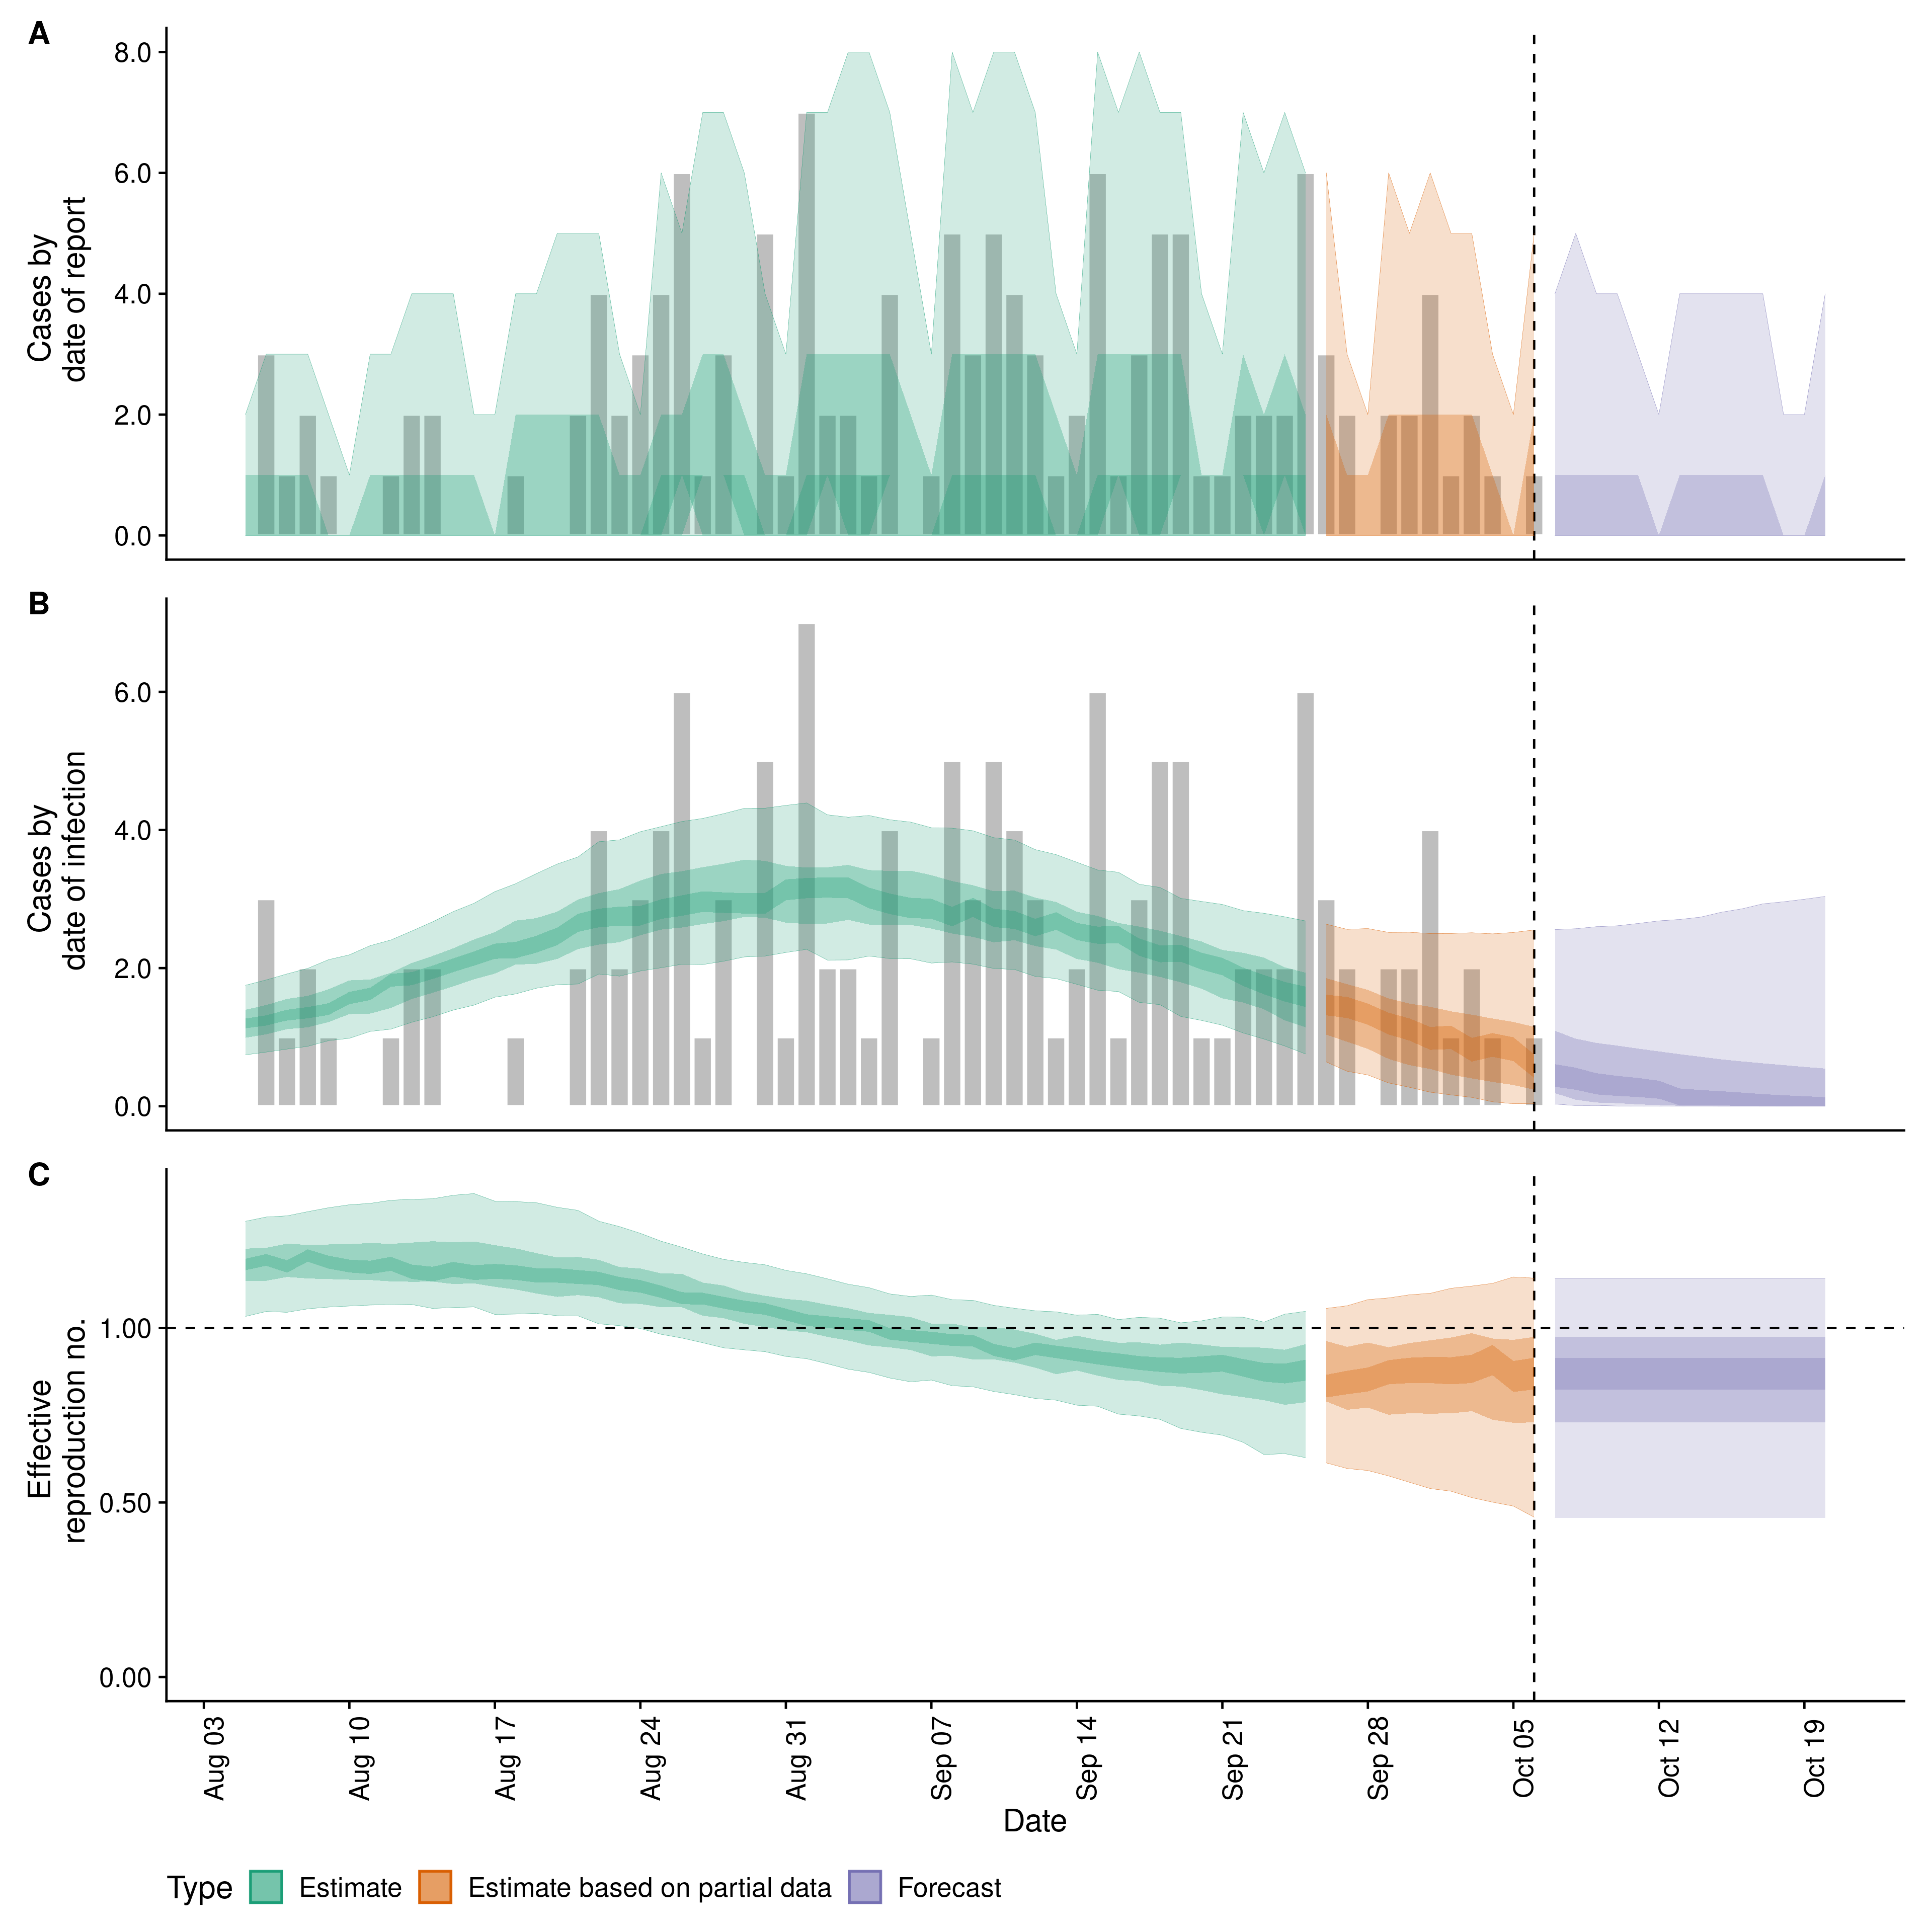 A
Cases by
date of report
8.0
6.0
4.0
2.0
0.0
B
Cases by
date of infection
6.0
4.0
2.0
0.0
C
Effective
reproduction no.
1.00
0.50
0.00
Aug 03
Aug 10
Aug 17
Aug 24
Aug 31
Sep 07
Sep 14
Sep 21
Sep 28
Oct 05
Oct 12
Oct 19
Date
Type Estimate Estimate based on partial data Forecast